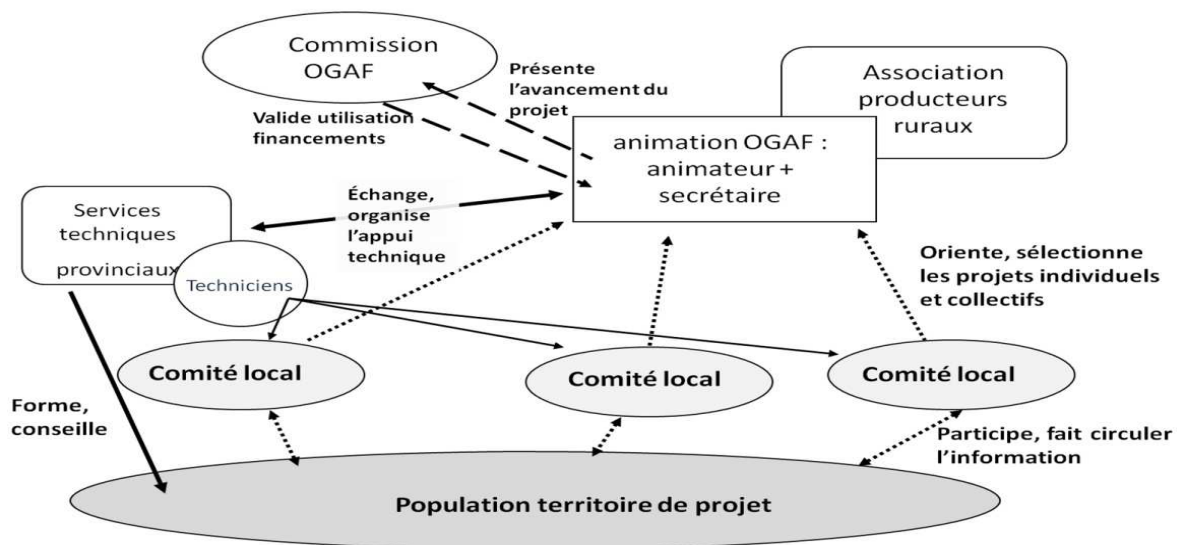 Commission
OGAF
Présente
l'avancement du
projet
Association
producteurs
ruraux
Valide utilisation
financements
animation OGAF :
animateur +
secrétaire
Services
techniques
provinciaux
Techniciens
Échange,
organise
l'appui
technique
Oriente, sélectionne
les projets individuels
et collectifs
Comité local
Comité local
Comité local
Forme,
conseille
Participe, fait circuler
l'information
Population territoire de projet